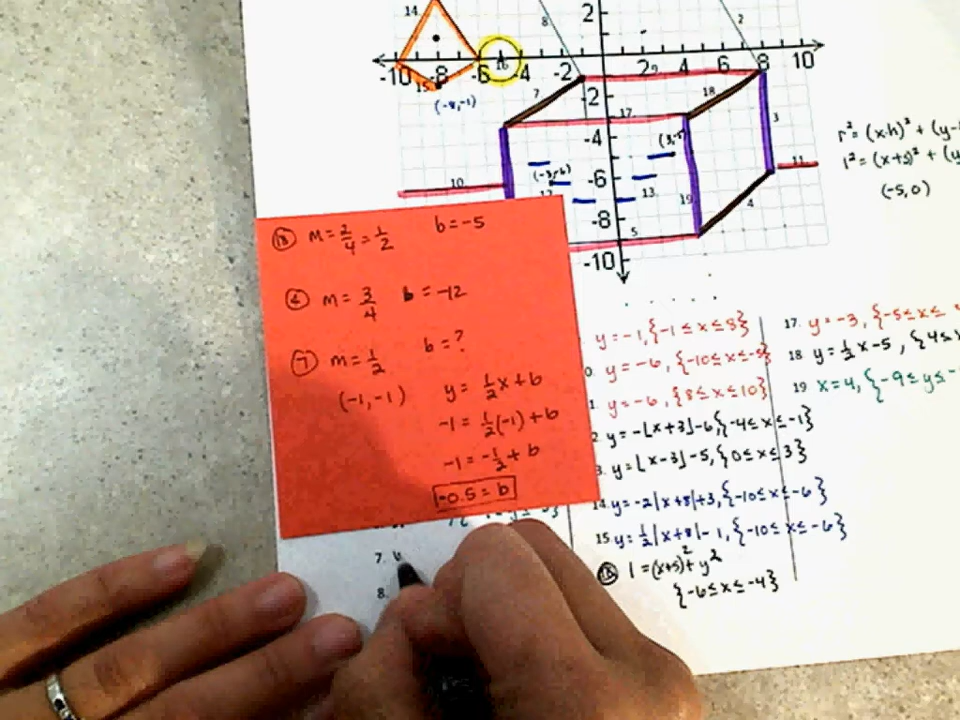 14
8
2
2
-10 -8 -6 16 -4 -2 2 9 4 6 8 10
15
(-8,-1)
7
18
-2
17
3
-4
(-3,-6)
12
-6
13
10
11
19
4
-8
5
-10
r² = (x-h)² + (y-
1² = (x+5)² + (y
(-5,0)
m = 2/4 = 1/2 b = -5
m = 3/4 b = -12
⑦ m = 1/2 b = ?
(-1,-1) y = 1/2x + b
-1 = 1/2(-1) + b
-1 = -1/2 + b
-0.5 = b
7.
8.
y = -1, {-1 ≤ x ≤ 8}
0. y = -6, {-10 ≤ x ≤ -5}
1. y = -6, {8 ≤ x ≤ 10}
2 y = -⌊x+3⌋-6, {-4 ≤ x ≤ -1}
3. y = ⌊x-3⌋-5, {0 ≤ x ≤ 3}
14. y = -2|x+8|+3, {-10 ≤ x ≤ -6}
15. y = 1/2|x+8|-1, {-10 ≤ x ≤ -6}
⑯ 1 = (x+5)² + y²
{-6 ≤ x ≤ -4}
17. y = -3, {-5 ≤ x ≤
18 y = 1/2x-5, {4 ≤ x
19 x = 4, {-9 ≤ y ≤ -